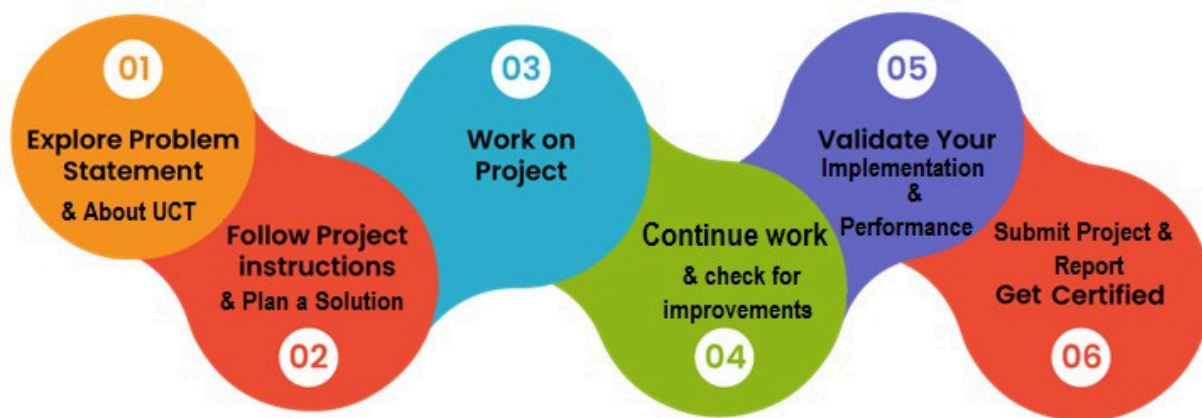 01
Explore Problem
Statement
& About UCT
Follow Project
instructions
& Plan a Solution
02
03
Work on
Project
Continue work
& check for
improvements
04
05
Validate Your
Implementation
&
Performance
Submit Project &
Report
Get Certified
06